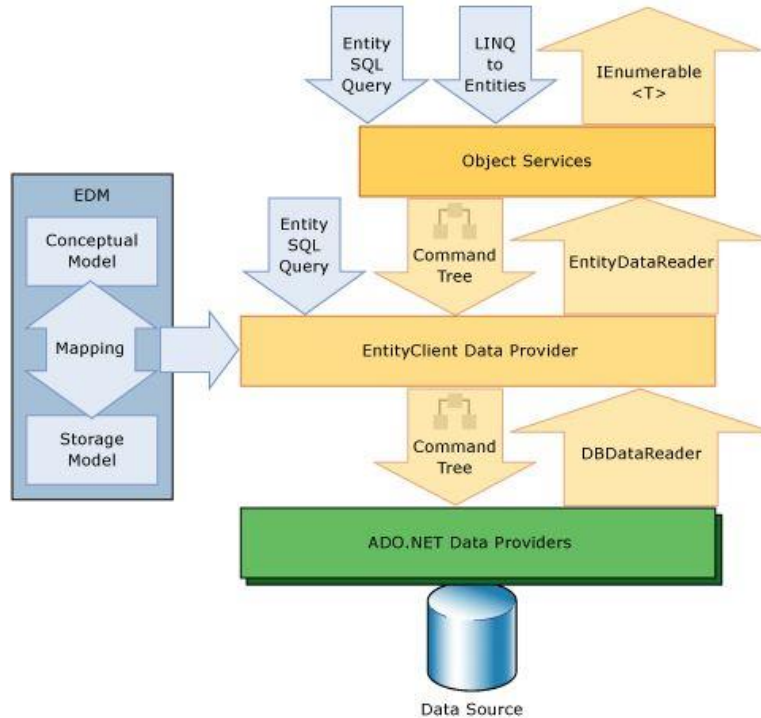 Entity
SQL
Query
LINQ
to
Entities
IEnumerable
<T>
Object Services
EDM
Conceptual
Model
Mapping
Storage
Model
Entity
SQL
Query
Command
Tree
EntityDataReader
EntityClient Data Provider
Command
Tree
DBDataReader
ADO.NET Data Providers
Data Source